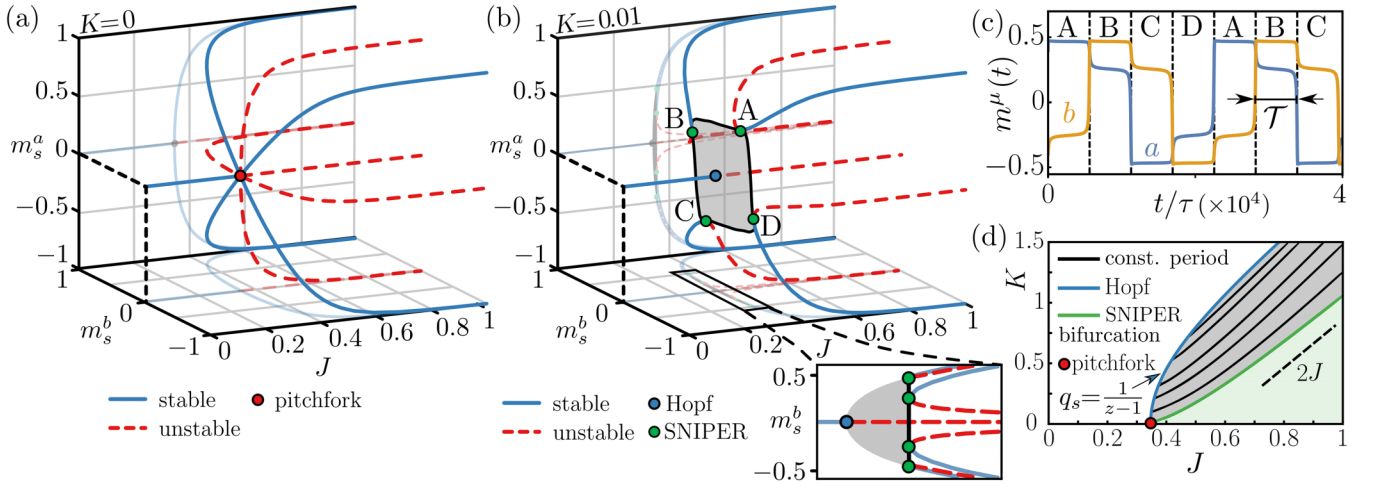 (a)
K=0
1
0.5
m_s^a
0
−0.5
−1
1
0
m_s^b
−1
0
0.2
0.4
0.6
0.8
1
J
stable
unstable
pitchfork
(b)
K=0.01
1
0.5
m_s^a
0
−0.5
−1
1
0
m_s^b
−1
0
0.2
0.4
0.6
0.8
1
J
B
A
C
D
stable
unstable
Hopf
SNIPER
0.5
m_s^b
−0.5
(c)
A B C D A B C
0.5
0
−0.5
m^μ(t)
b
a
𝒯
0
4
t/τ (×10^4)
(d)
1.5
1
0.5
0
K
const. period
Hopf
SNIPER
bifurcation
pitchfork
q_s=1/(z−1)
2J
0 0.2 0.4 0.6 0.8 1
J